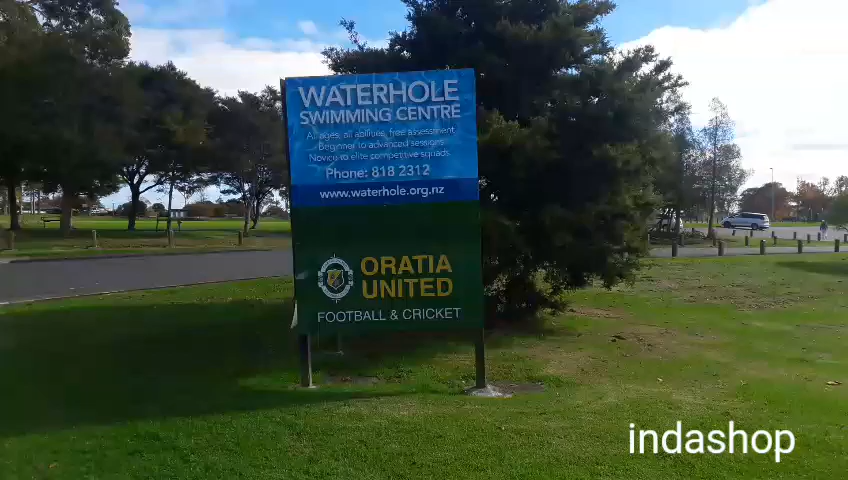 WATERHOLE
SWIMMING CENTRE
All ages, all abilities, free assessment
Beginner to advanced sessions
Novice to elite competitive squads
Phone: 818 2312
www.waterhole.org.nz
ORATIA
UNITED
FOOTBALL & CRICKET
indashop